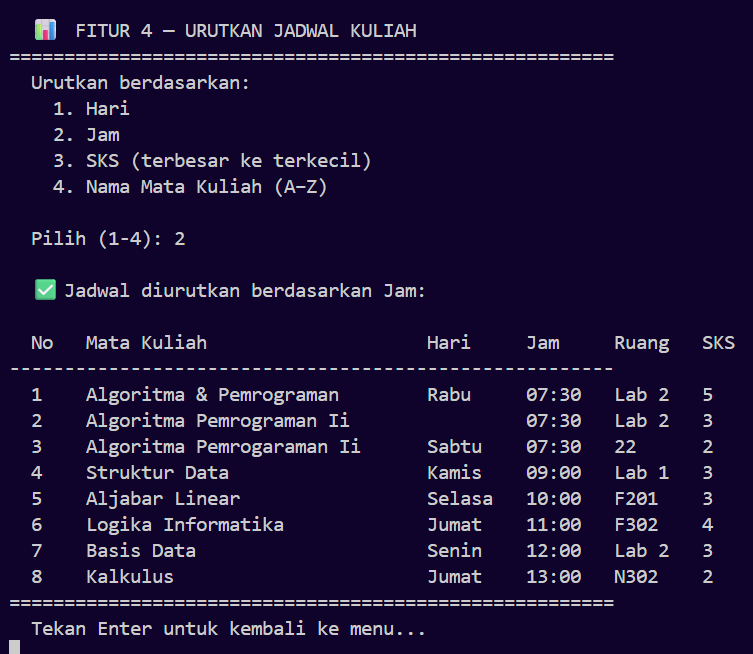 📊 FITUR 4 — URUTKAN JADWAL KULIAH
=======================================================
Urutkan berdasarkan:
1. Hari
2. Jam
3. SKS (terbesar ke terkecil)
4. Nama Mata Kuliah (A–Z)
Pilih (1-4): 2
✅ Jadwal diurutkan berdasarkan Jam:
No Mata Kuliah Hari Jam Ruang SKS
-------------------------------------------------------
1 Algoritma & Pemrograman Rabu 07:30 Lab 2 5
2 Algoritma Pemrograman Ii 07:30 Lab 2 3
3 Algoritma Pemrogaraman Ii Sabtu 07:30 22 2
4 Struktur Data Kamis 09:00 Lab 1 3
5 Aljabar Linear Selasa 10:00 F201 3
6 Logika Informatika Jumat 11:00 F302 4
7 Basis Data Senin 12:00 Lab 2 3
8 Kalkulus Jumat 13:00 N302 2
=======================================================
Tekan Enter untuk kembali ke menu...